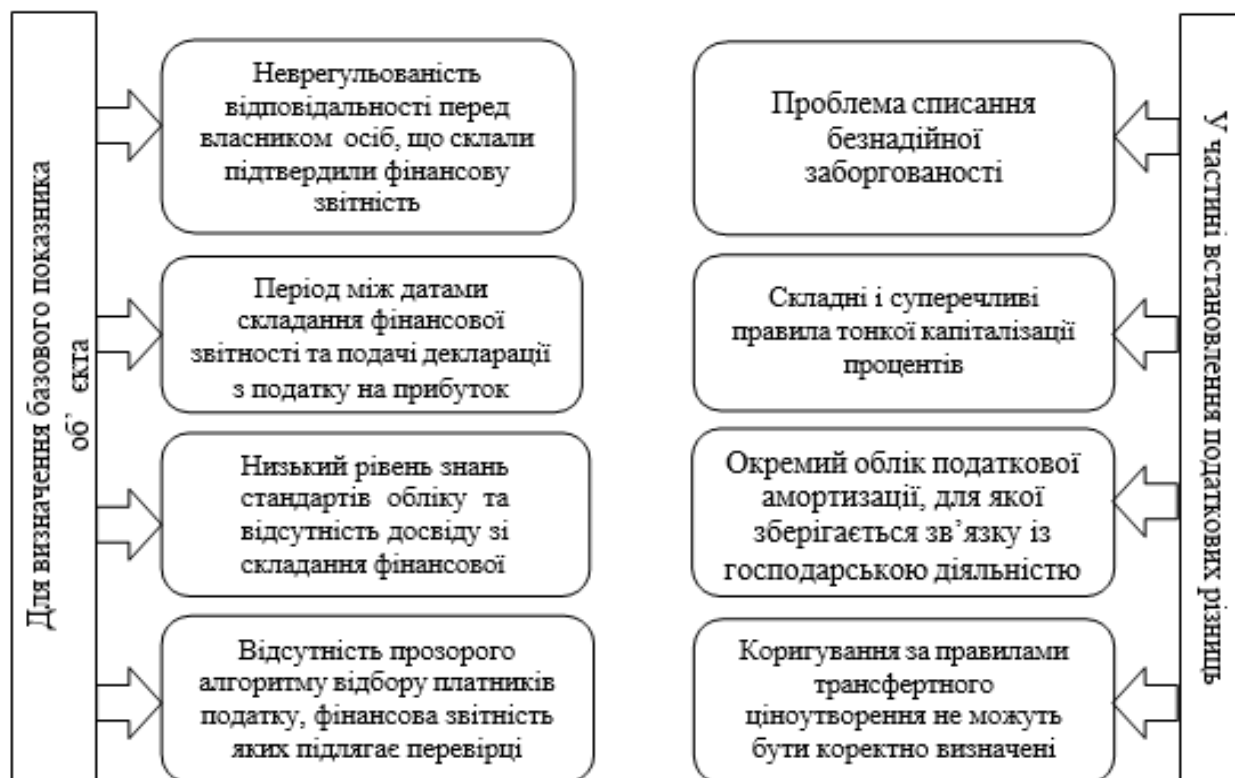 Для визначення базового показника
об’ єкта
Неврегульованість
відповідальності перед
власником осіб, що склали
підтвердили фінансову
звітність
Період між датами
складання фінансової
звітності та подачі декларації
з податку на прибуток
Низький рівень знань
стандартів обліку та
відсутність досвіду зі
складання фінансової
Відсутність прозорого
алгоритму відбору платників
податку, фінансова звітність
яких підлягає перевірці
Проблема списання
безнадійної
заборгованості
Складні і суперечливі
правила тонкої капіталізації
процентів
Окремий облік податкової
амортизації, для якої
зберігається зв’язку із
господарською діяльністю
Коригування за правилами
трансфертного
ціноутворення не можуть
бути коректно визначені
У частині встановлення податкових різниць